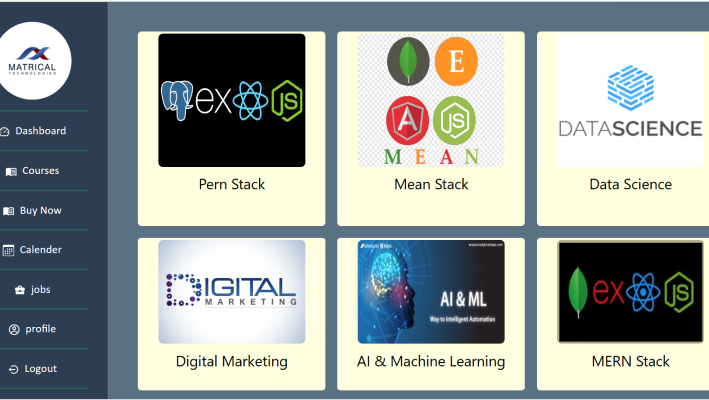 MATRICAL
TECHNOLOGIES
Dashboard
Courses
Buy Now
Calender
jobs
profile
Logout
ex JS
Pern Stack
E
A JS
M E A N
Mean Stack
DATASCIENCE
Data Science
DIGITAL
MARKETING
Digital Marketing
AI & ML
Way to Intelligent Automation
AI & Machine Learning
ex JS
MERN Stack